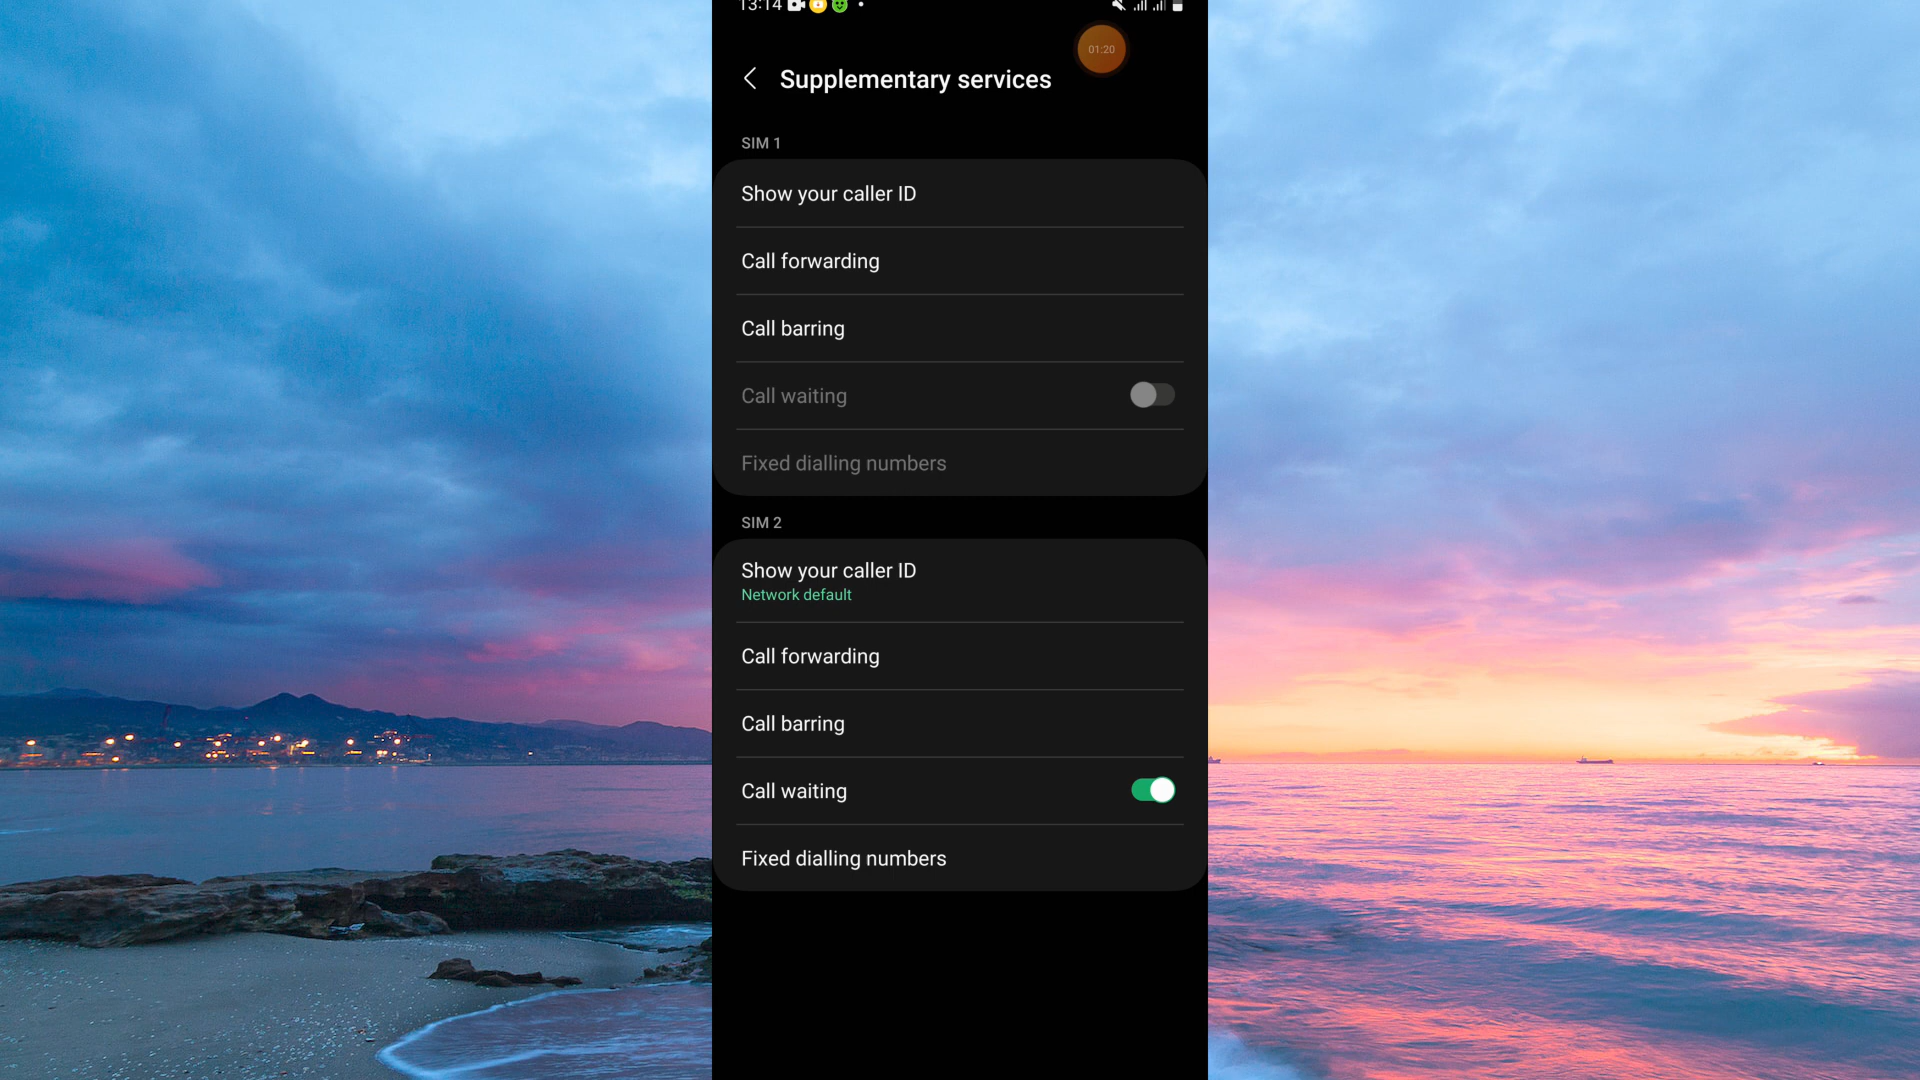 13:14
01:20
Supplementary services
SIM 1
Show your caller ID
Call forwarding
Call barring
Call waiting
Fixed dialling numbers
SIM 2
Show your caller ID
Network default
Call forwarding
Call barring
Call waiting
Fixed dialling numbers